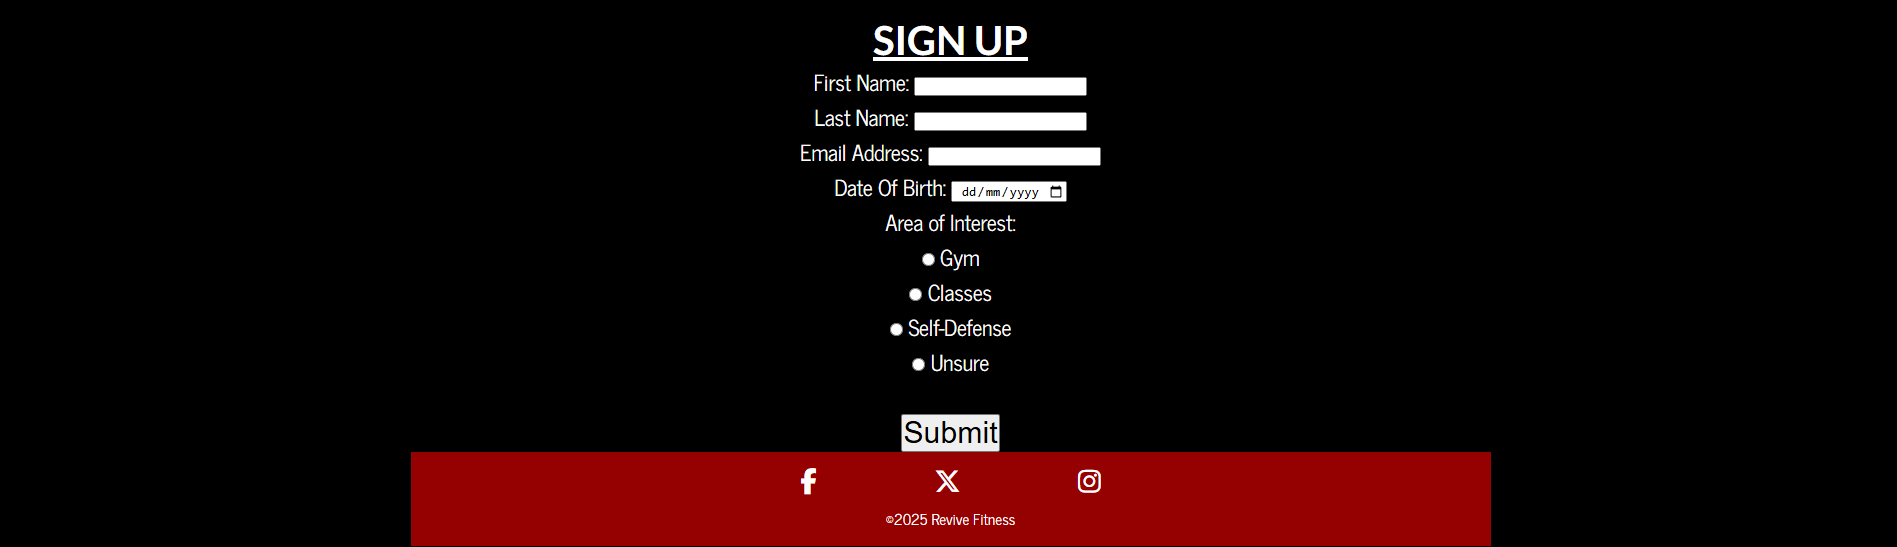 SIGN UP
First Name:
Last Name:
Email Address:
Date Of Birth: dd/mm/yyyy
Area of Interest:
Gym
Classes
Self-Defense
Unsure
Submit
©2025 Revive Fitness